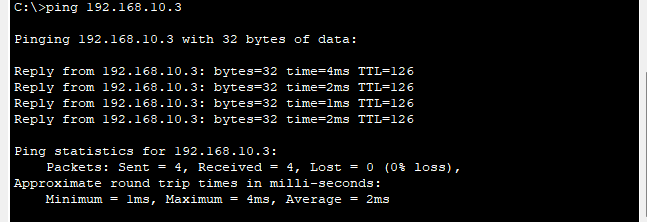 C:\>ping 192.168.10.3
Pinging 192.168.10.3 with 32 bytes of data:
Reply from 192.168.10.3: bytes=32 time=4ms TTL=126
Reply from 192.168.10.3: bytes=32 time=2ms TTL=126
Reply from 192.168.10.3: bytes=32 time=1ms TTL=126
Reply from 192.168.10.3: bytes=32 time=2ms TTL=126
Ping statistics for 192.168.10.3:
Packets: Sent = 4, Received = 4, Lost = 0 (0% loss),
Approximate round trip times in milli-seconds:
Minimum = 1ms, Maximum = 4ms, Average = 2ms